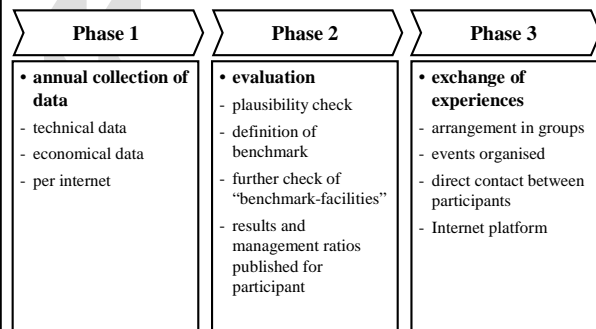 Phase 1
Phase 2
Phase 3
• annual collection of
data
- technical data
- economical data
- per internet
• evaluation
- plausibility check
- definition of
benchmark
- further check of
“benchmark-facilities”
- results and
management ratios
published for
participant
• exchange of
experiences
- arrangement in groups
- events organised
- direct contact between
participants
- Internet platform